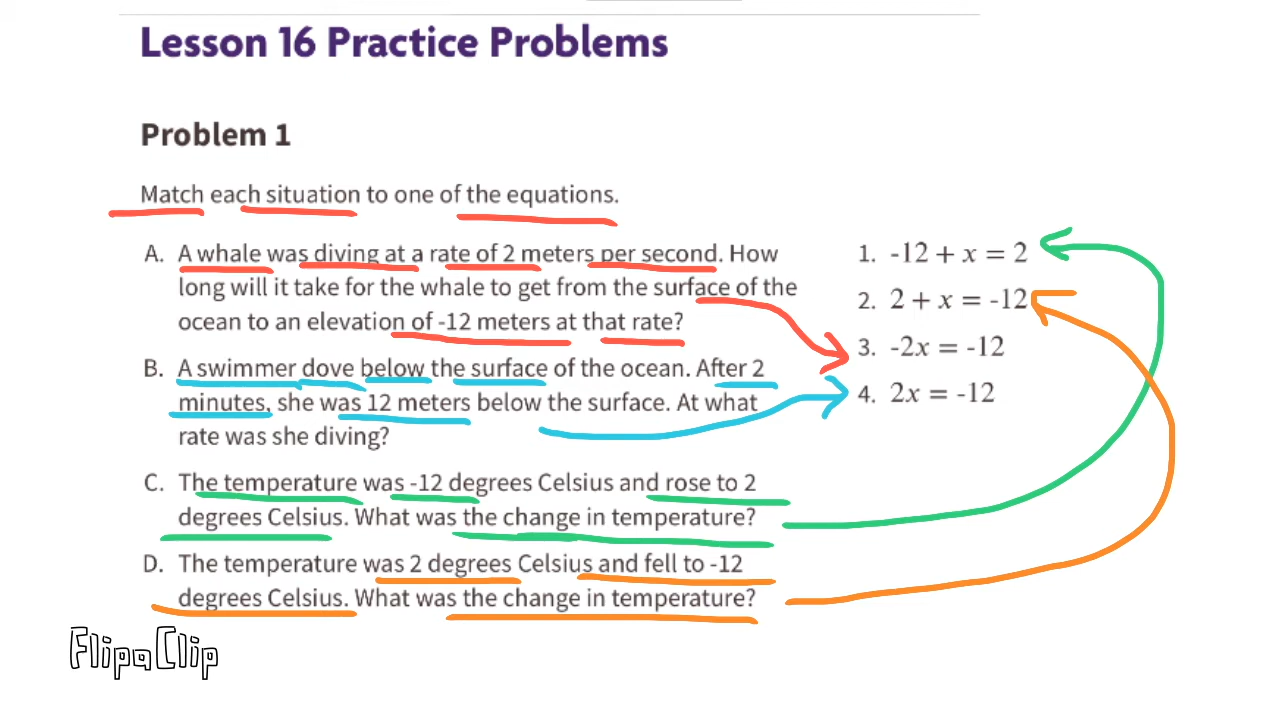 Lesson 16 Practice Problems
Problem 1
Match each situation to one of the equations.
A. A whale was diving at a rate of 2 meters per second. How
long will it take for the whale to get from the surface of the
ocean to an elevation of -12 meters at that rate?
B. A swimmer dove below the surface of the ocean. After 2
minutes, she was 12 meters below the surface. At what
rate was she diving?
C. The temperature was -12 degrees Celsius and rose to 2
degrees Celsius. What was the change in temperature?
D. The temperature was 2 degrees Celsius and fell to -12
degrees Celsius. What was the change in temperature?
1. -12 + x = 2
2. 2 + x = -12
3. -2x = -12
4. 2x = -12
FlipaClip